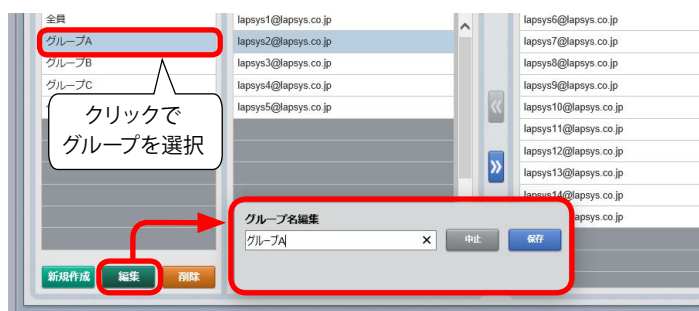 全員
グループA
グループB
グループC
クリックで
グループを選択
新規作成
編集
削除
lapsys1@lapsys.co.jp
lapsys2@lapsys.co.jp
lapsys3@lapsys.co.jp
lapsys4@lapsys.co.jp
lapsys5@lapsys.co.jp
グループ名編集
グループA
中止
保存
lapsys6@lapsys.co.jp
lapsys7@lapsys.co.jp
lapsys8@lapsys.co.jp
lapsys9@lapsys.co.jp
lapsys10@lapsys.co.jp
lapsys11@lapsys.co.jp
lapsys12@lapsys.co.jp
lapsys13@lapsys.co.jp
lapsys14@lapsys.co.jp
apsys.co.jp